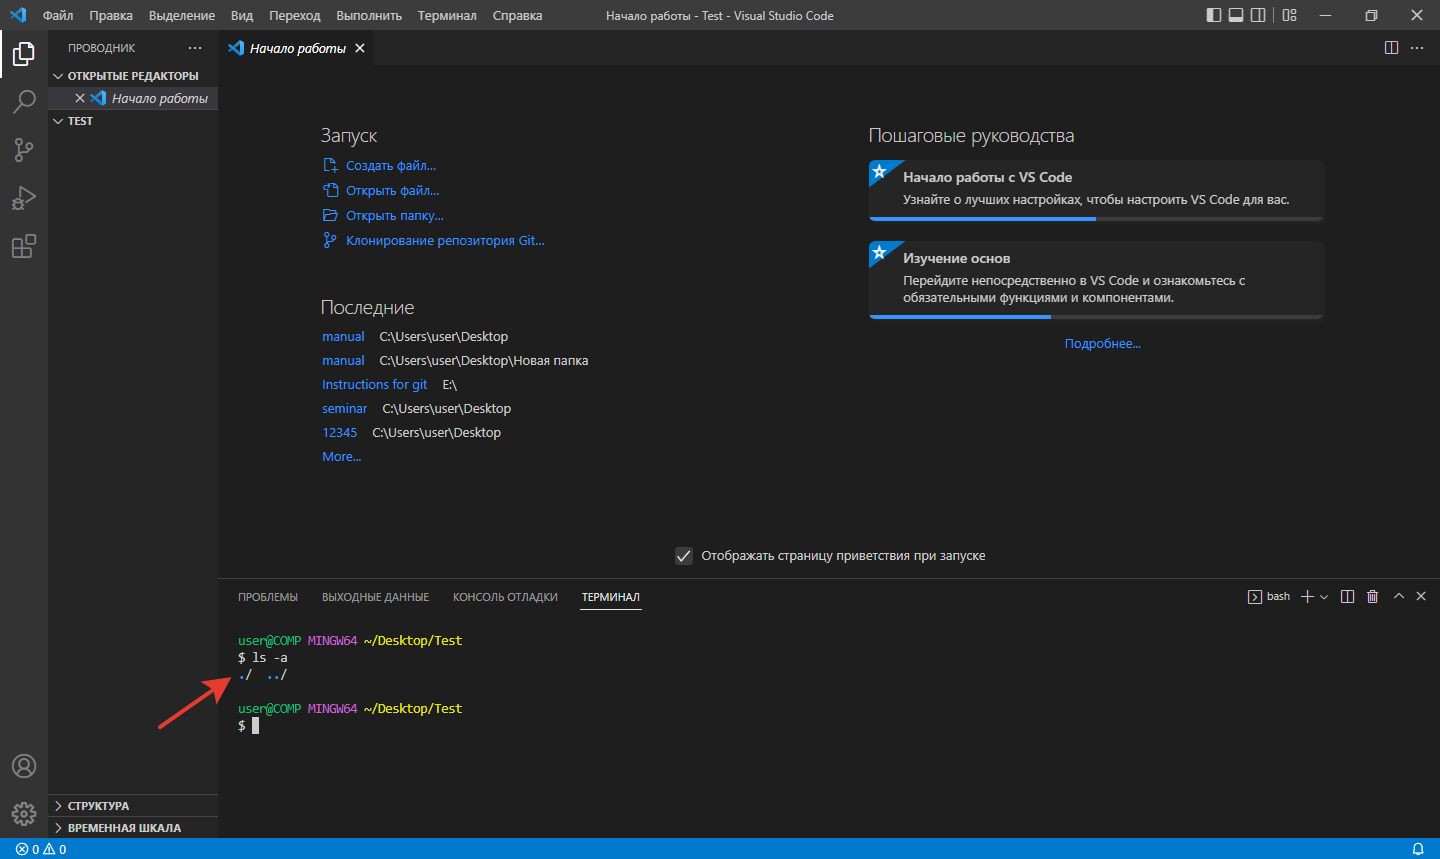 Файл Правка Выделение Вид Переход Выполнить Терминал Справка Начало работы - Test - Visual Studio Code
ПРОВОДНИК
ОТКРЫТЫЕ РЕДАКТОРЫ
Начало работы
TEST
СТРУКТУРА
ВРЕМЕННАЯ ШКАЛА
Начало работы
Запуск
Создать файл...
Открыть файл...
Открыть папку...
Клонирование репозитория Git...
Последние
manual C:\Users\user\Desktop
manual C:\Users\user\Desktop\Новая папка
Instructions for git E:\
seminar C:\Users\user\Desktop
12345 C:\Users\user\Desktop
More...
Пошаговые руководства
Начало работы с VS Code
Узнайте о лучших настройках, чтобы настроить VS Code для вас.
Изучение основ
Перейдите непосредственно в VS Code и ознакомьтесь с
обязательными функциями и компонентами.
Подробнее...
Отображать страницу приветствия при запуске
ПРОБЛЕМЫ ВЫХОДНЫЕ ДАННЫЕ КОНСОЛЬ ОТЛАДКИ ТЕРМИНАЛ bash
user@COMP MINGW64 ~/Desktop/Test
$ ls -a
./ ../
user@COMP MINGW64 ~/Desktop/Test
$
0 0